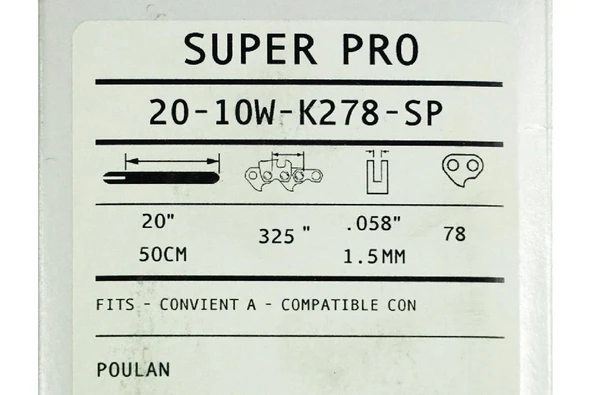 SUPER PRO
20-10W-K278-SP
20" 325" .058" 78
50CM 1.5MM
FITS - CONVIENT A - COMPATIBLE CON
POULAN